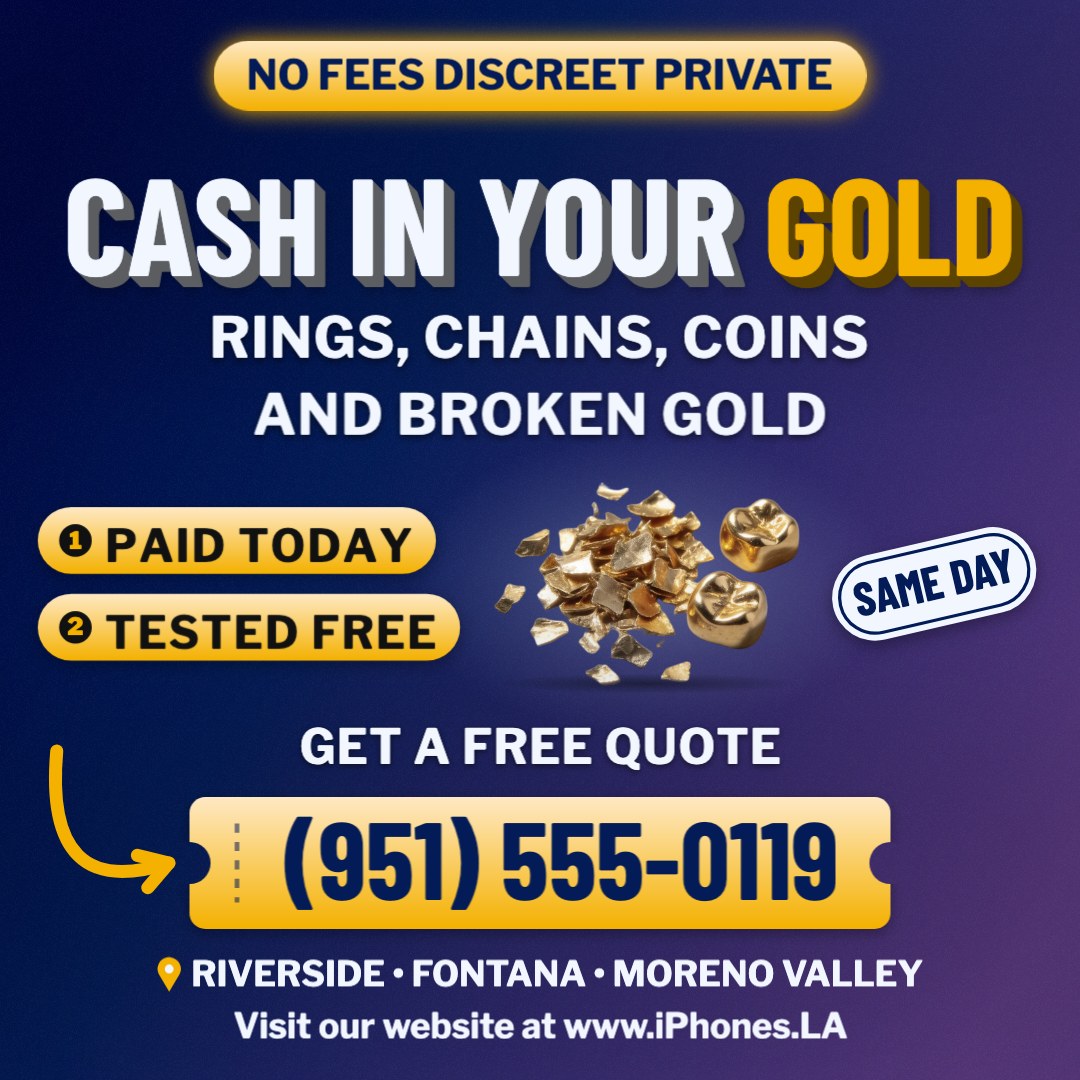 NO FEES DISCREET PRIVATE
CASH IN YOUR GOLD
RINGS, CHAINS, COINS
AND BROKEN GOLD
1 PAID TODAY
2 TESTED FREE
SAME DAY
GET A FREE QUOTE
(951) 555-0119
RIVERSIDE • FONTANA • MORENO VALLEY
Visit our website at www.iPhones.LA